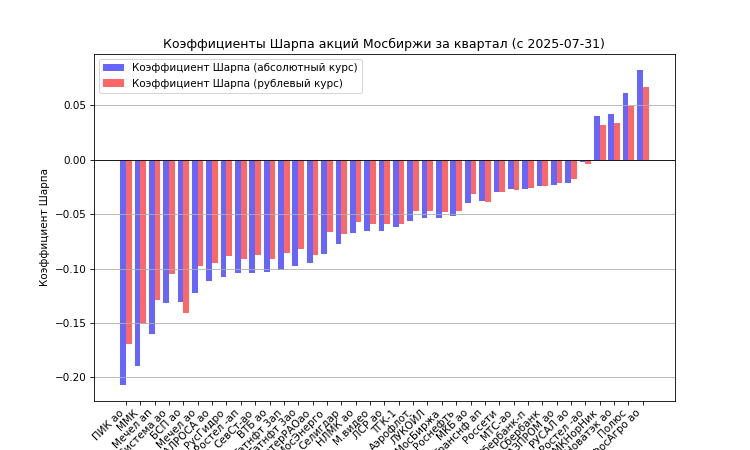 Коэффициенты Шарпа акций Мосбиржи за квартал (с 2025-07-31)
Коэффициент Шарпа (абсолютный курс)
Коэффициент Шарпа (рублевый курс)
Коэффициент Шарпа
0.05
0.00
−0.05
−0.10
−0.15
−0.20
ПИК ао
ММК
Мечел ап
Система ао
БСП ао
Мечел ао
АЛРОСА ао
РусГидро
Ростел -ап
СевСт-ао
ВТБ ао
Татнфт 3ап
Татнфт 3ао
ИнтерРАОао
МосЭнерго
Селигдар
НЛМК ао
М.видео
ЛСР ао
ТГК-1
Аэрофлот
ЛУКОЙЛ
МосБиржа
Роснефть
МКБ ао
Транснф ап
Россети
МТС-ао
Сбербанк-п
Сбербанк
ГАЗПРОМ ао
РУСАЛ ао
Ростел -ао
ГМКНорНик
Новатэк ао
Полюс
ФосАгро ао